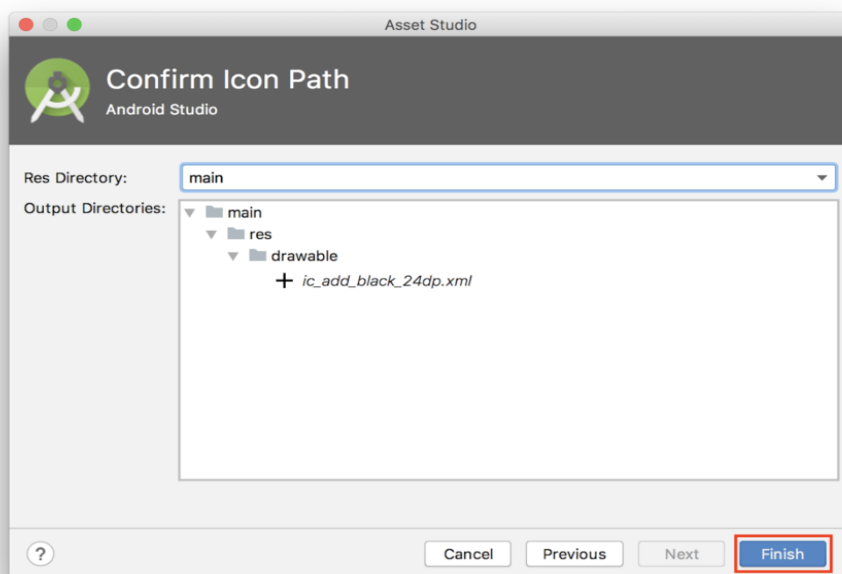 Asset Studio
Confirm Icon Path
Android Studio
Res Directory: main
Output Directories: main
res
drawable
ic_add_black_24dp.xml
? Cancel Previous Next Finish